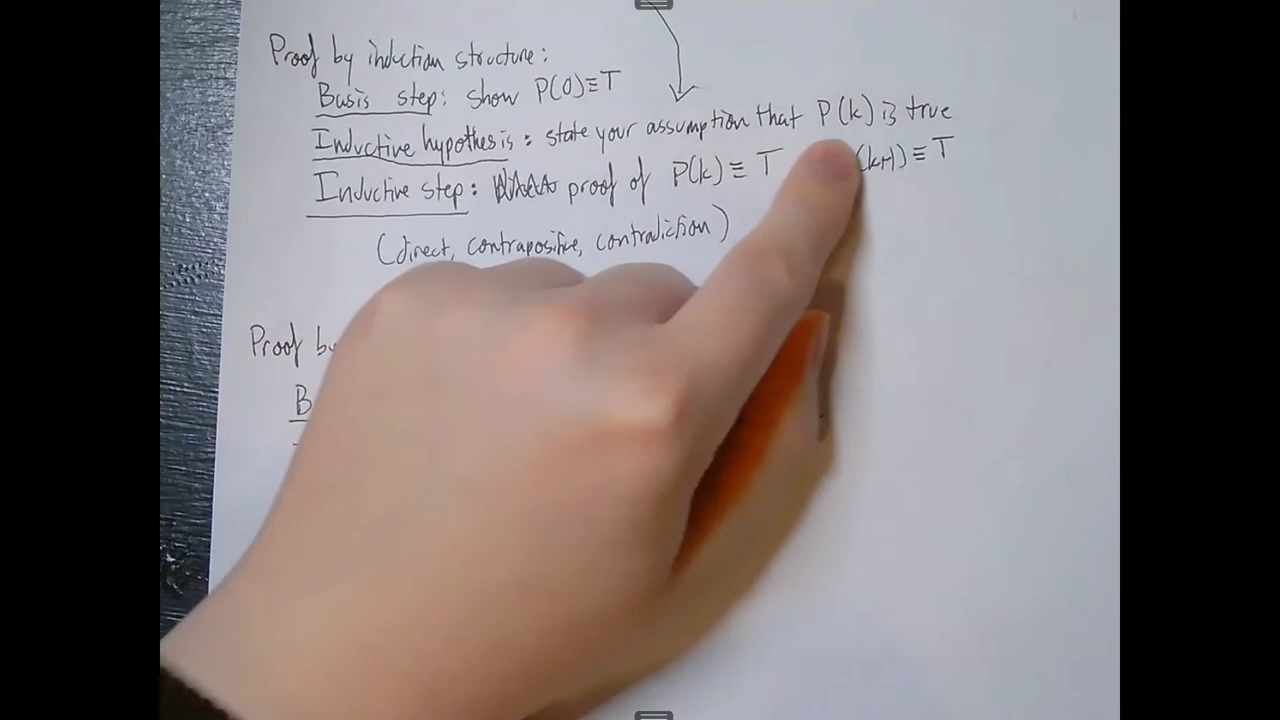 Proof by induction structure:
Basis step: show P(0)≡T
Inductive hypothesis: state your assumption that P(k) is true
Inductive step: proof of P(k) ≡ T (k+1)) ≡ T
(direct, contrapositive, contradiction)
Proof by
B